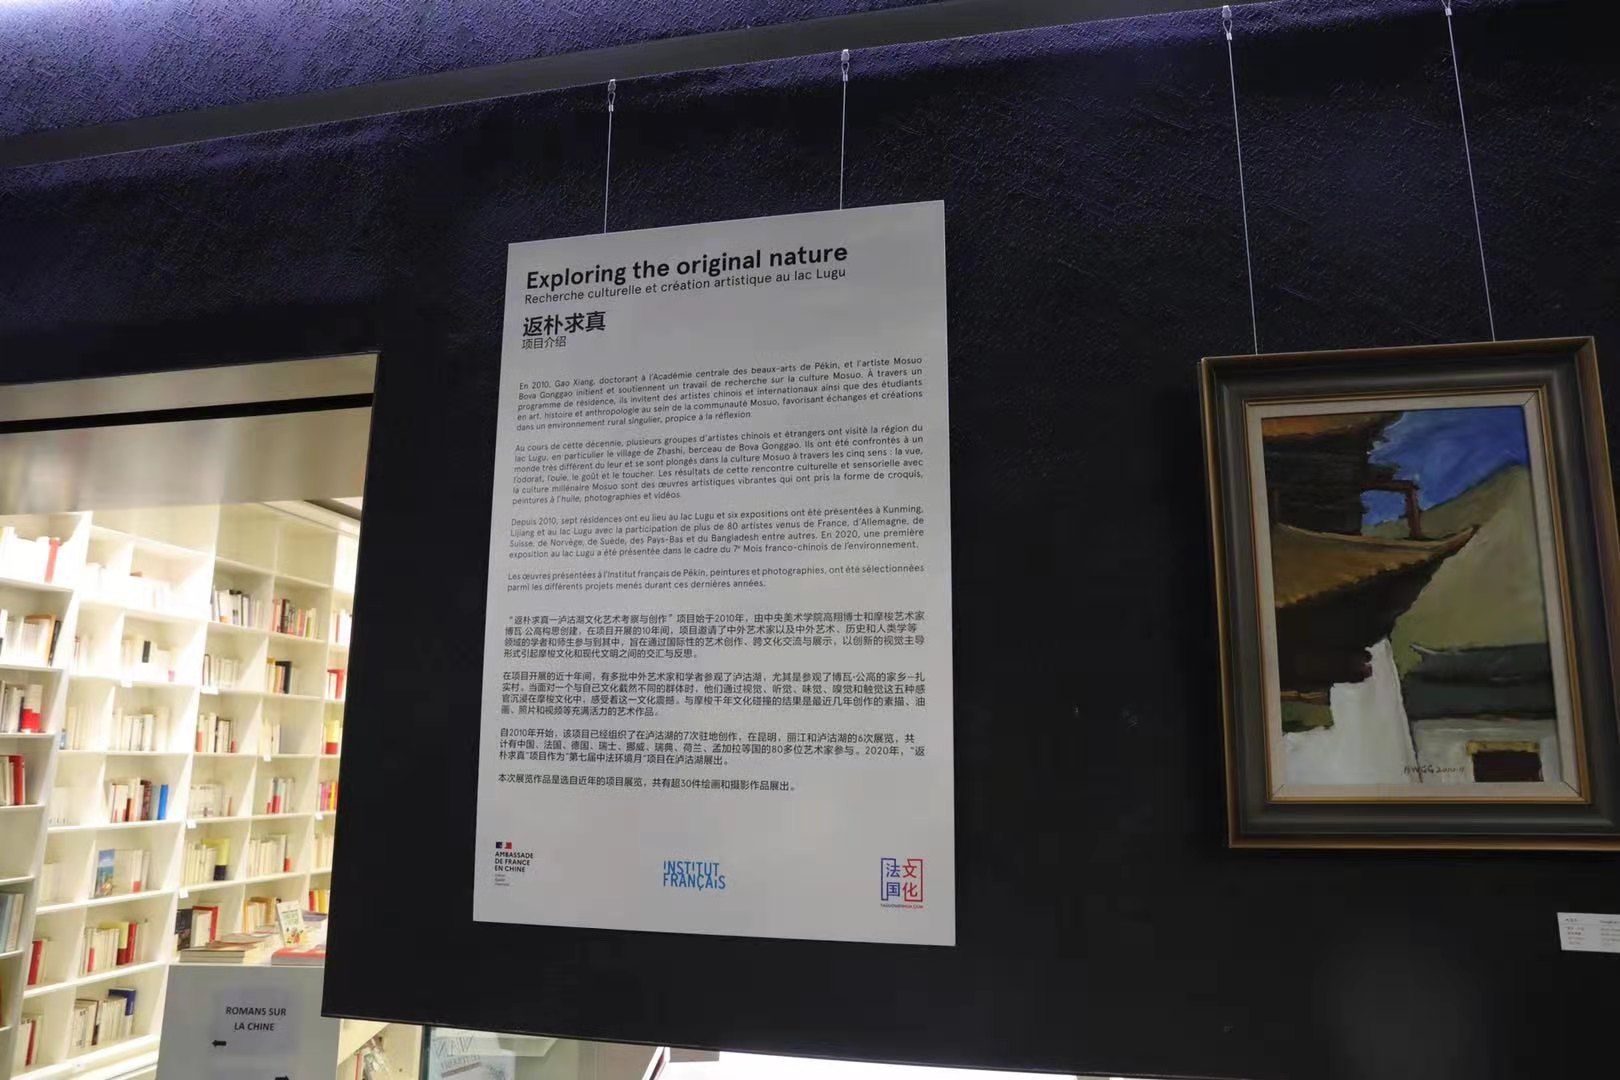 Exploring the original nature
Recherche culturelle et création artistique au lac Lugu
返朴求真
项目介绍
En 2010, Gao Xiang, doctorant à l'Académie centrale des beaux-arts de Pékin, et l'artiste Mosuo
Bova Gonggao initient et soutiennent un travail de recherche sur la culture Mosuo. À travers un
programme de résidence, ils invitent des artistes chinois et internationaux ainsi que des étudiants
en art, histoire et anthropologie au sein de la communauté Mosuo, favorisant échanges et créations
dans un environnement rural singulier, propice à la réflexion.
Au cours de cette décennie, plusieurs groupes d'artistes chinois et étrangers ont visité la région du
lac Lugu, en particulier le village de Zhashi, berceau de Bova Gonggao. Ils ont été confrontés à un
monde très différent du leur et se sont plongés dans la culture Mosuo à travers les cinq sens : la vue,
l'odorat, l'ouïe, le goût et le toucher. Les résultats de cette rencontre culturelle et sensorielle avec
la culture millénaire Mosuo sont des œuvres artistiques vibrantes qui ont pris la forme de croquis,
peintures à l'huile, photographies et vidéos.
Depuis 2010, sept résidences ont eu lieu au lac Lugu et six expositions ont été présentées à Kunming,
Lijiang et au lac Lugu avec la participation de plus de 80 artistes venus de France, d'Allemagne, de
Suisse, de Norvège, de Suède, des Pays-Bas et du Bangladesh entre autres. En 2020, une première
exposition au lac Lugu a été présentée dans le cadre du 7e Mois franco-chinois de l'environnement.
Les œuvres présentées à l'Institut français de Pékin, peintures et photographies, ont été sélectionnées
parmi les différents projets menés durant ces dernières années.
“返朴求真—泸沽湖文化艺术考察与创作”项目始于2010年，由中央美术学院高翔博士和摩梭艺术家
博瓦·公高构思创建，在项目开展的10年间，项目邀请了中外艺术家以及中外艺术、历史和人类学等
领域的学者和师生参与到其中，旨在通过国际性的艺术创作、跨文化交流与展示，以创新的视觉主导
形式引起摩梭文化和现代文明之间的交汇与反思。
在项目开展的近十年间，有多批中外艺术家和学者参观了泸沽湖，尤其是参观了博瓦·公高的家乡—扎
实村。当面对一个与自己文化截然不同的群体时，他们通过视觉、听觉、味觉、嗅觉和触觉这五种感
官沉浸在摩梭文化中，感受着这一文化震撼。与摩梭千年文化碰撞的结果是最近几年创作的素描、油
画、照片和视频等充满活力的艺术作品。
自2010年开始，该项目已经组织了在泸沽湖的7次驻地创作，在昆明，丽江和泸沽湖的6次展览，共
计有中国、法国、德国、瑞士、挪威、瑞典、荷兰、孟加拉等国的80多位艺术家参与。2020年，“返
朴求真”项目作为“第七届中法环境月”项目在泸沽湖展出。
本次展览作品是选自近年的项目展览，共有超30件绘画和摄影作品展出。
AMBASSADE
DE FRANCE
EN CHINE
INSTITUT
FRANÇAIS
法文
国化
FAGUOWENHUA.COM
ROMANS SUR
LA CHINE